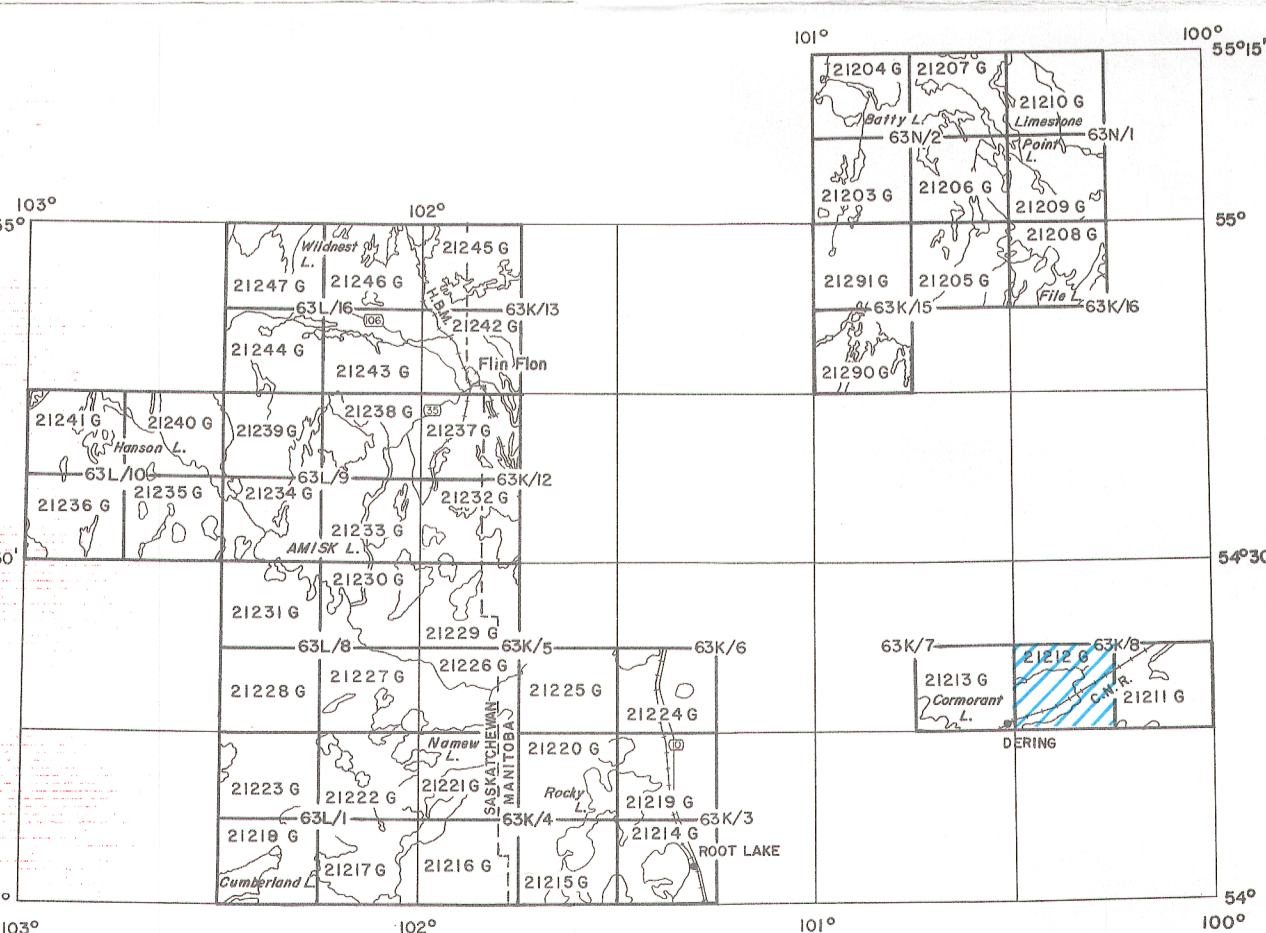 101°
100°
55°15'
21204 G
21207 G
21210 G
Batty L.
Limestone
63N/2
63N/1
Point
L.
21203 G
21206 G
21209 G
103°
102°
55°
21208 G
Wildnest
L.
21245 G
21247 G
21246 G
21291 G
21205 G
File L.
63L/16
H.B.M.
63K/13
63K/15
63K/16
106
21242 G
21244 G
21243 G
Flin Flon
21290 G
21241 G
21240 G
21239 G
21238 G
35
21237 G
Hanson L.
63L/10
63L/9
63K/12
21236 G
21235 G
21234 G
21233 G
21232 G
AMISK L.
54°30
21230 G
21231 G
21229 G
63L/8
63K/5
63K/6
63K/7
63K/8
21228 G
21227 G
21226 G
21225 G
21224 G
21213 G
21212 G
21211 G
Cormorant
L.
C.N.R.
DERING
SASKATCHEWAN
MANITOBA
Namew
L.
21220 G
10
21223 G
21222 G
21221 G
Rocky
L.
21219 G
63L/1
63K/4
63K/3
21218 G
21217 G
21216 G
21214 G
ROOT LAKE
Cumberland L.
21215 G
54°
103°
102°
101°
100°